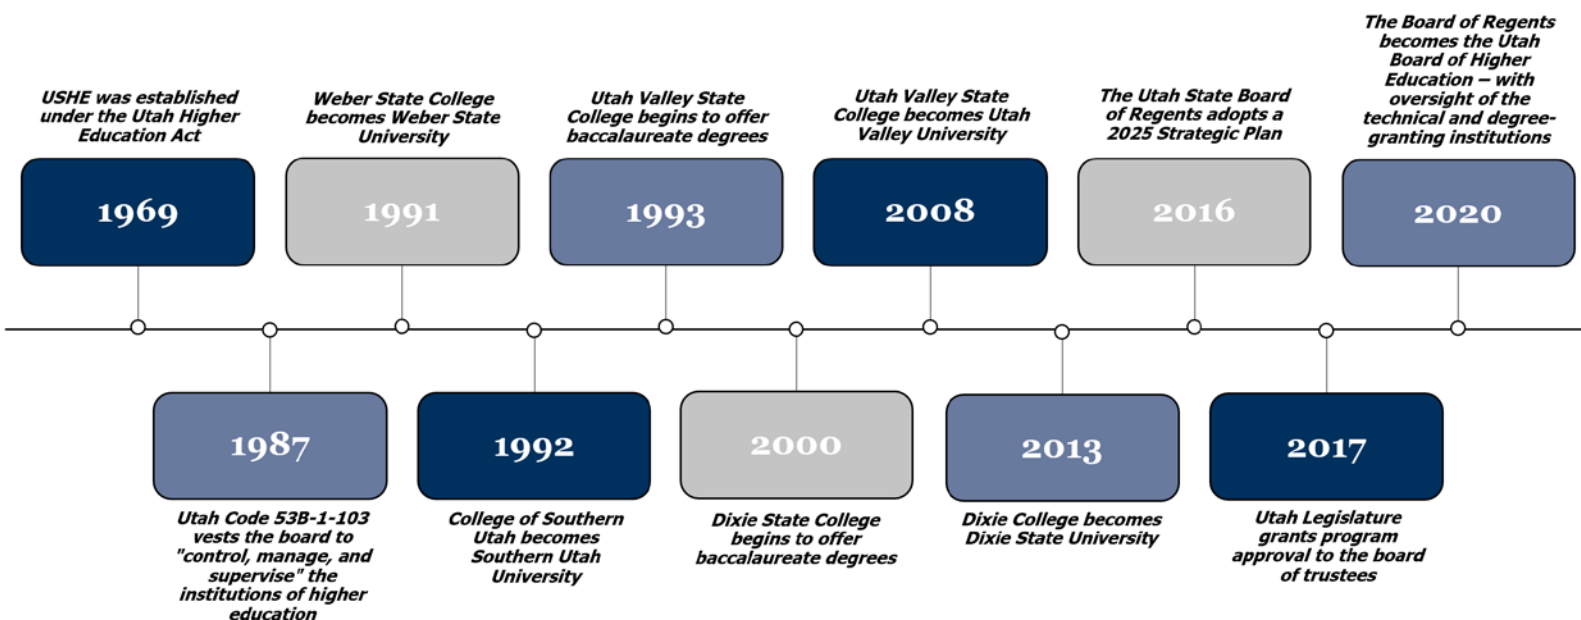 USHE was established
under the Utah Higher
Education Act
1969
Utah Code 53B-1-103
vests the board to
"control, manage, and
supervise" the
institutions of higher
education
1987
Weber State College
becomes Weber State
University
1991
College of Southern
Utah becomes
Southern Utah
University
1992
Utah Valley State
College begins to offer
baccalaureate degrees
1993
Dixie State College
begins to offer
baccalaureate degrees
2000
Utah Valley State
College becomes Utah
Valley University
2008
Dixie College becomes
Dixie State University
2013
The Utah State Board
of Regents adopts a
2025 Strategic Plan
2016
Utah Legislature
grants program
approval to the board
of trustees
2017
The Board of Regents
becomes the Utah
Board of Higher
Education – with
oversight of the
technical and degree-
granting institutions
2020